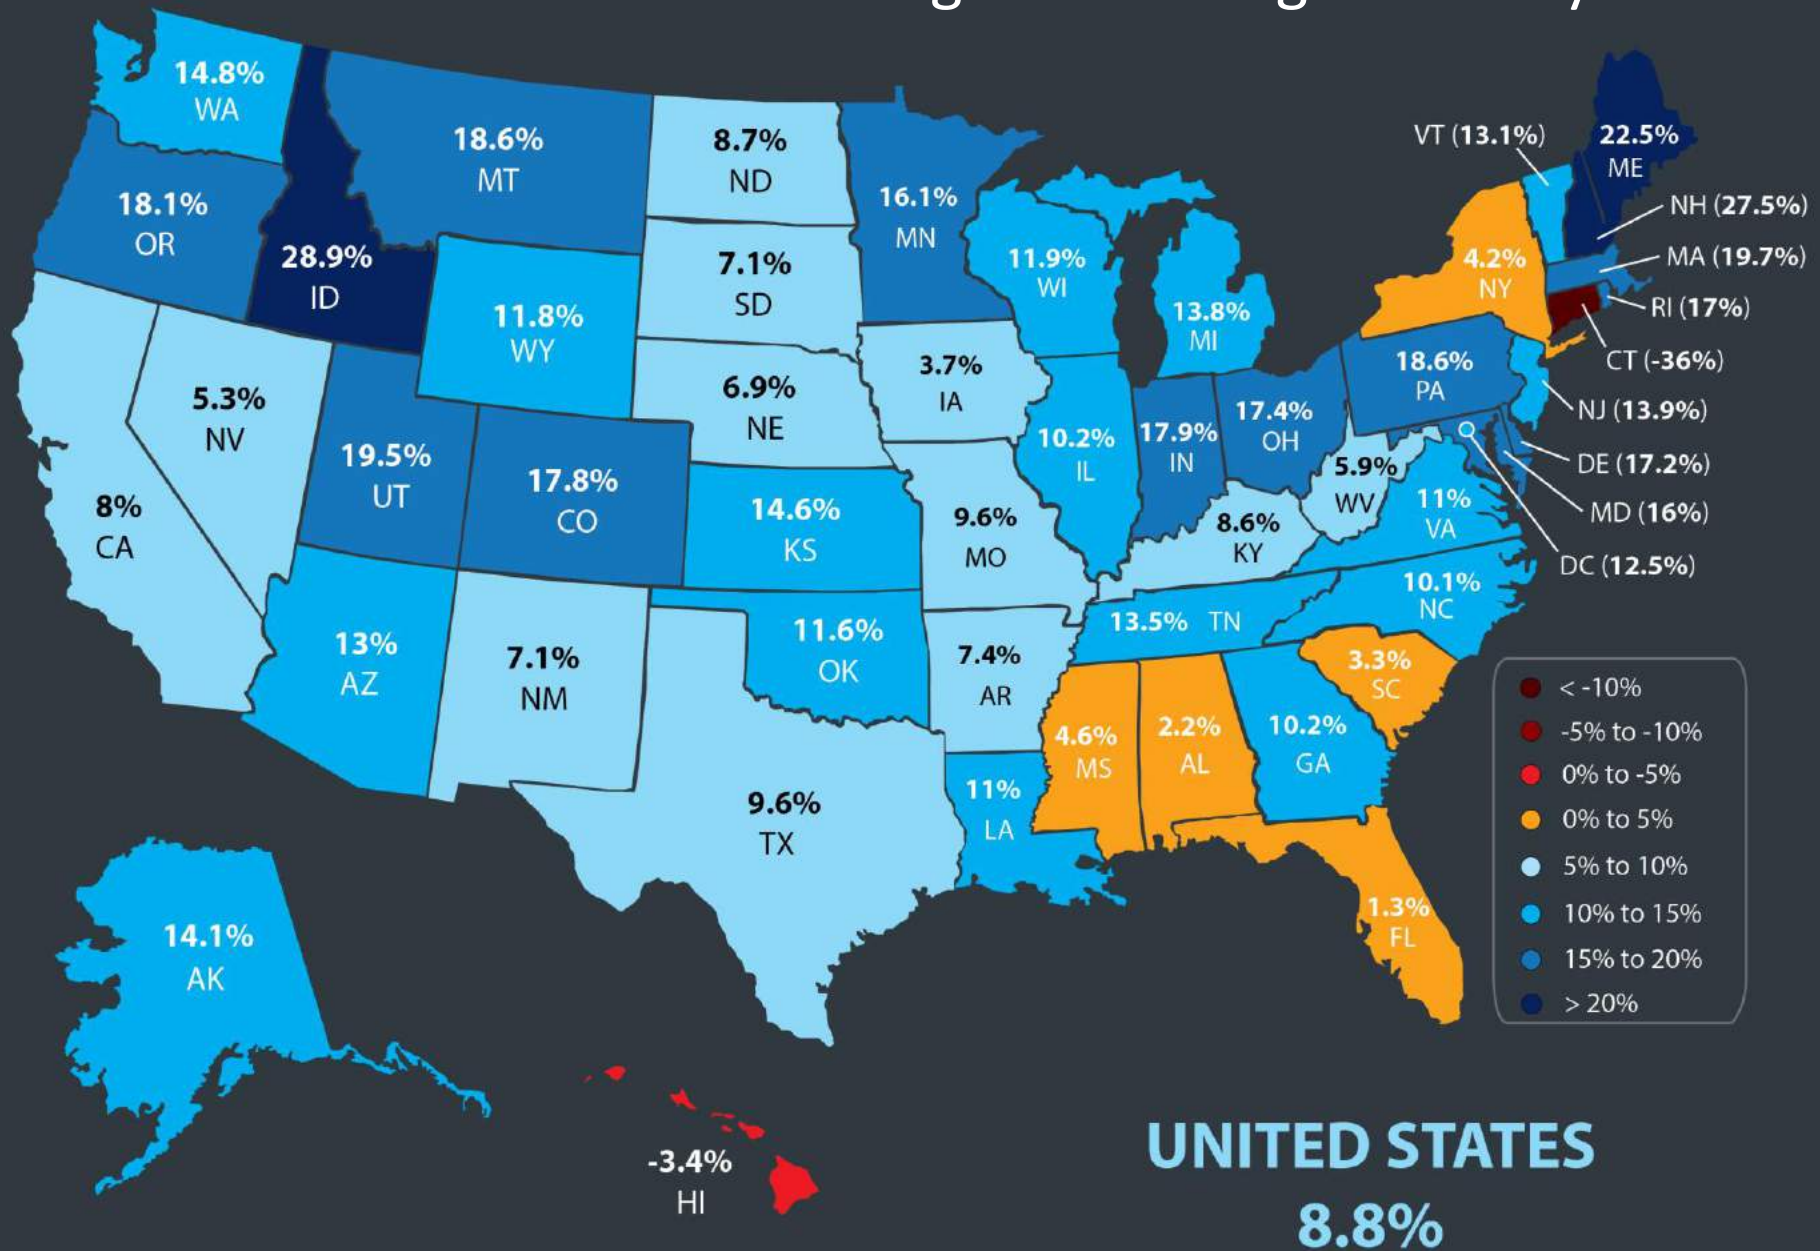 14.8%
WA
18.1%
OR
28.9%
ID
18.6%
MT
8.7%
ND
16.1%
MN
7.1%
SD
11.8%
WY
11.9%
WI
13.8%
MI
VT (13.1%)
22.5%
ME
NH (27.5%)
MA (19.7%)
RI (17%)
CT (-36%)
NJ (13.9%)
DE (17.2%)
MD (16%)
DC (12.5%)
4.2%
NY
18.6%
PA
5.3%
NV
8%
CA
19.5%
UT
17.8%
CO
6.9%
NE
3.7%
IA
10.2%
IL
17.9%
IN
17.4%
OH
5.9%
WV
11%
VA
14.6%
KS
9.6%
MO
8.6%
KY
10.1%
NC
13.5% TN
13%
AZ
7.1%
NM
11.6%
OK
7.4%
AR
3.3%
SC
4.6%
MS
2.2%
AL
10.2%
GA
9.6%
TX
11%
LA
1.3%
FL
14.1%
AK
-3.4%
HI
< -10%
-5% to -10%
0% to -5%
0% to 5%
5% to 10%
10% to 15%
15% to 20%
> 20%
UNITED STATES
8.8%